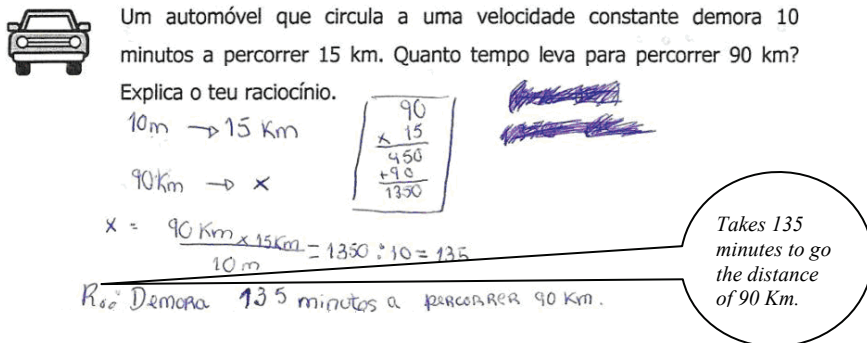 Um automóvel que circula a uma velocidade constante demora 10
minutos a percorrer 15 km. Quanto tempo leva para percorrer 90 km?
Explica o teu raciocínio.
10m → 15 Km
90Km → x
90
x 15
450
+90
1350
x = 90 Km x 15Km / 10 m = 1350 : 10 = 135
R.: Demora 135 minutos a percorrer 90 Km.
Takes 135
minutes to go
the distance
of 90 Km.